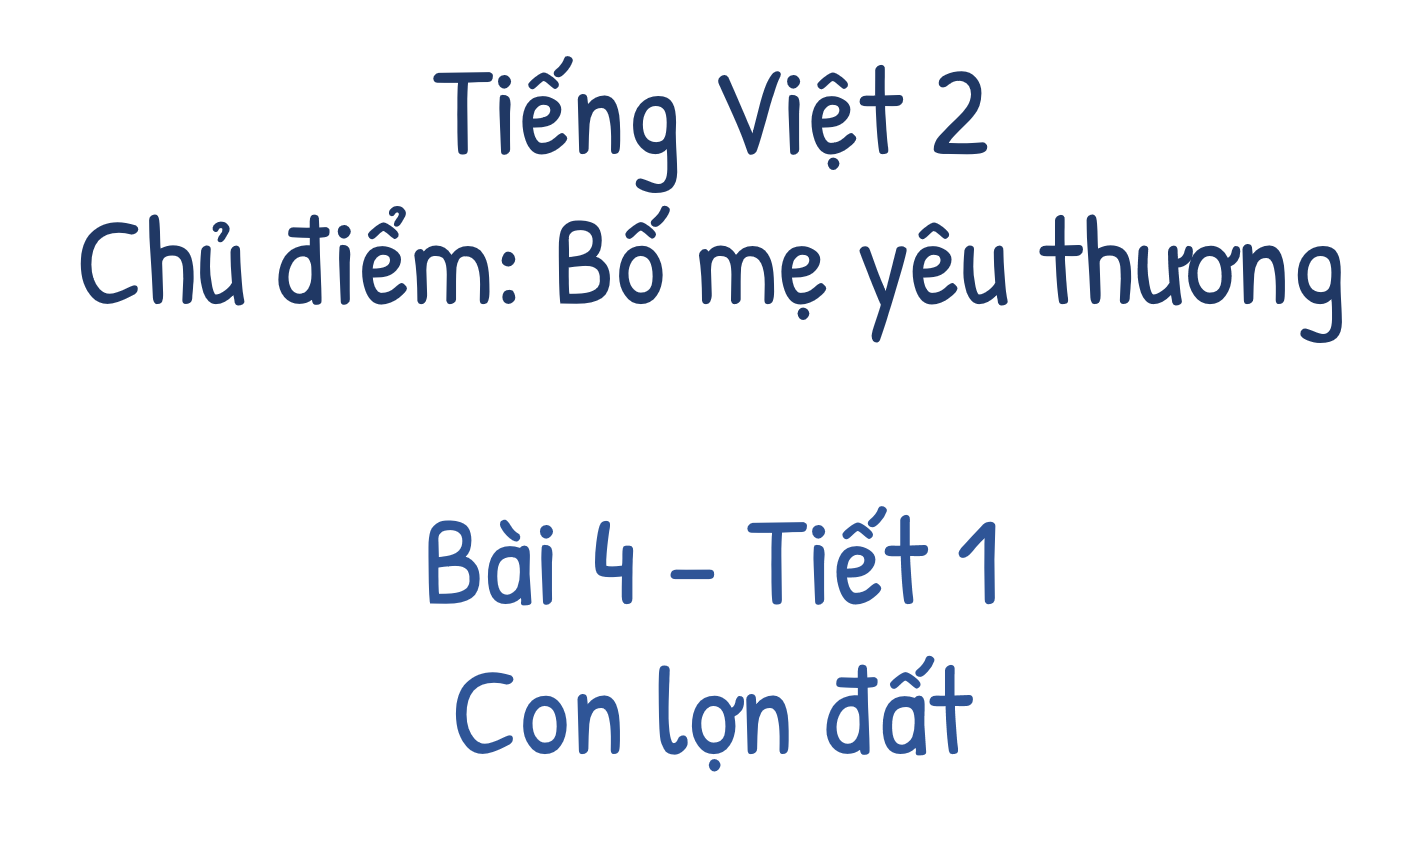 Tiếng Việt 2
Chủ điểm: Bố mẹ yêu thương
Bài 4 – Tiết 1
Con lợn đất